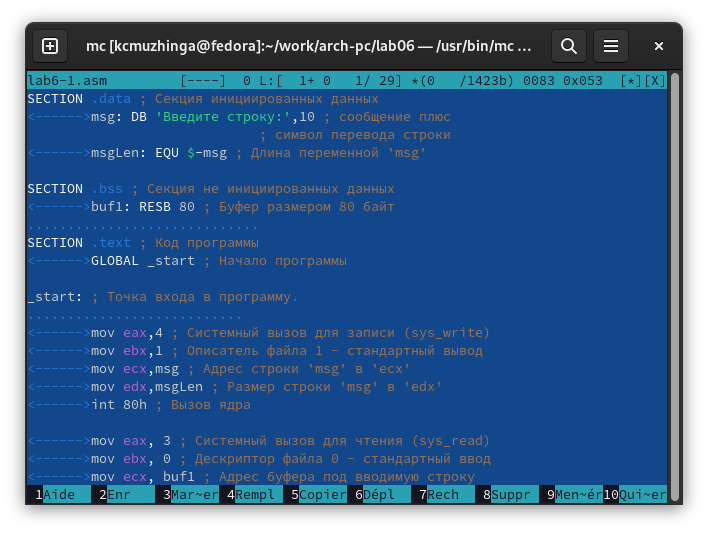 mc [kcmuzhinga@fedora]:~/work/arch-pc/lab06 — /usr/bin/mc ...
lab6-1.asm [----] 0 L:[ 1+ 0 1/ 29] *(0 /1423b) 0083 0x053 [*][X]
SECTION .data ; Секция инициированных данных
<------>msg: DB 'Введите строку:',10 ; сообщение плюс
; символ перевода строки
<------>msgLen: EQU $-msg ; Длина переменной 'msg'
SECTION .bss ; Секция не инициированных данных
<------>buf1: RESB 80 ; Буфер размером 80 байт
.............................
SECTION .text ; Код программы
<------>GLOBAL _start ; Начало программы
_start: ; Точка входа в программу.
...........................
<------>mov eax,4 ; Системный вызов для записи (sys_write)
<------>mov ebx,1 ; Описатель файла 1 - стандартный вывод
<------>mov ecx,msg ; Адрес строки 'msg' в 'ecx'
<------>mov edx,msgLen ; Размер строки 'msg' в 'edx'
<------>int 80h ; Вызов ядра
<------>mov eax, 3 ; Системный вызов для чтения (sys_read)
<------>mov ebx, 0 ; Дескриптор файла 0 - стандартный ввод
<------>mov ecx, buf1 ; Адрес буфера под вводимую строку
1Aide 2Enr 3Mar~er 4Rempl 5Copier 6Dépl 7Rech 8Suppr 9Men~ér 10Qui~er